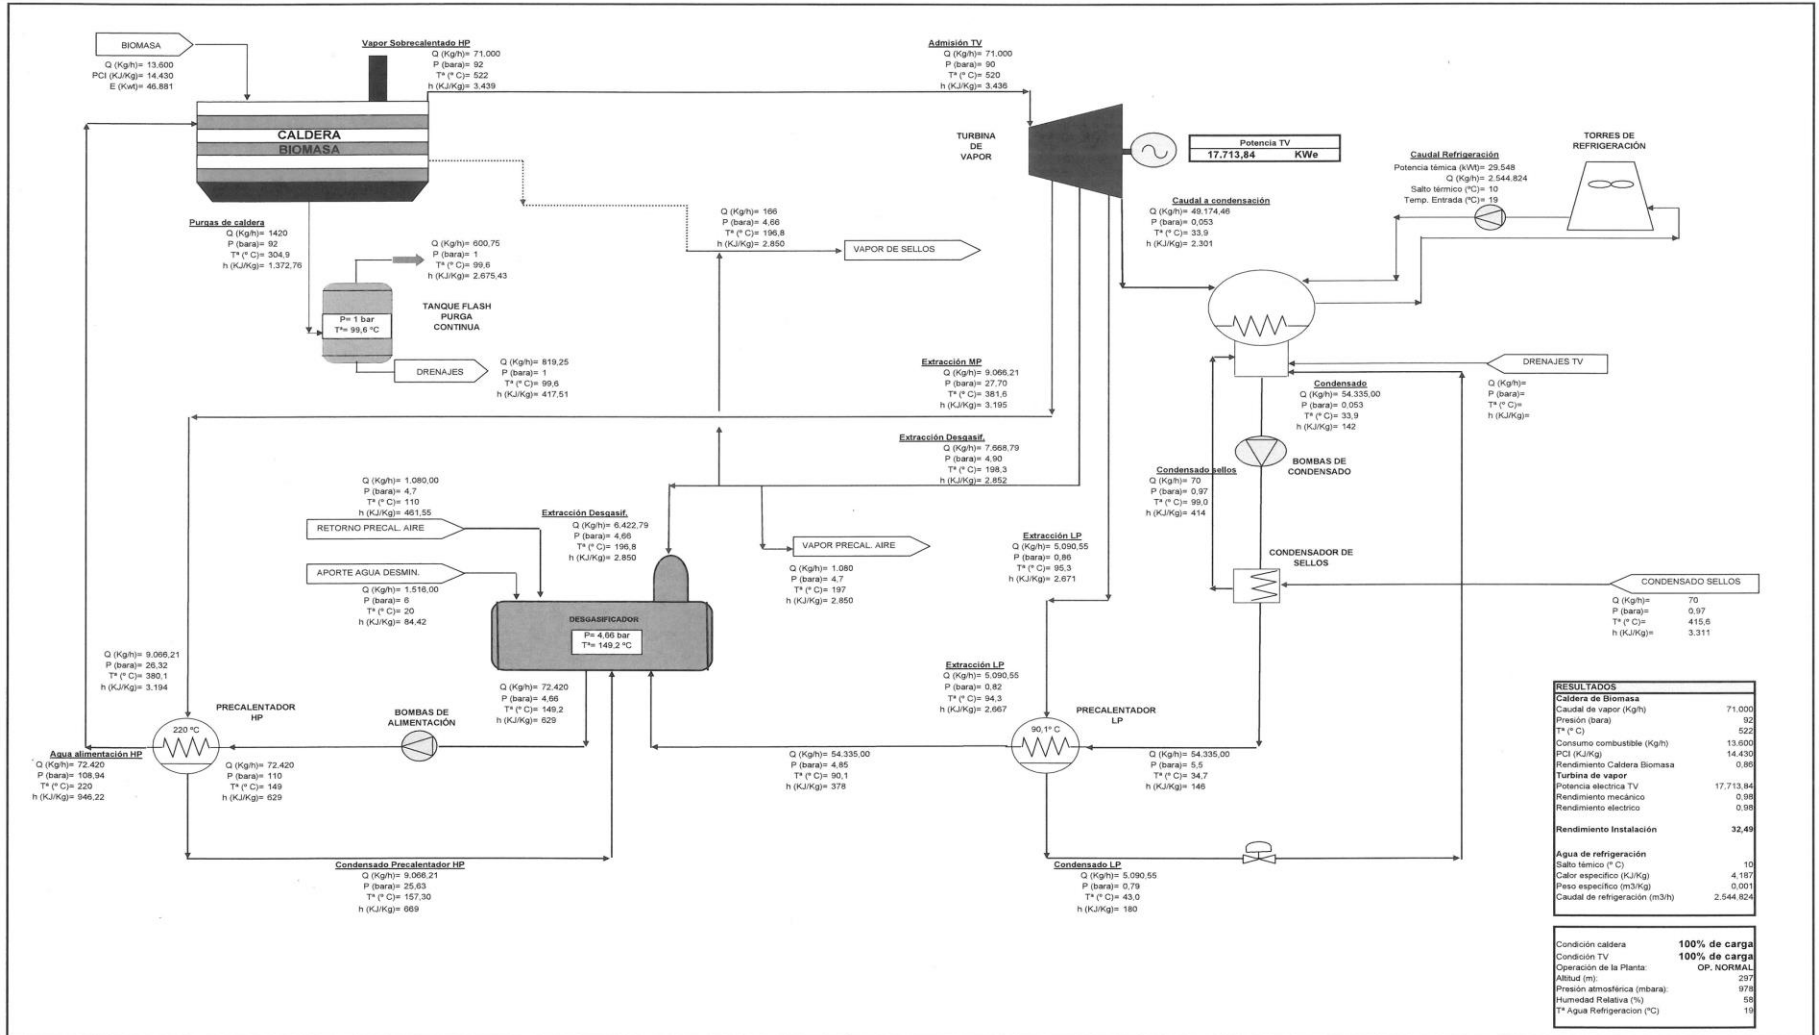 BIOMASA
Q (Kg/h)= 13.600
PCI (KJ/Kg)= 14.430
E (Kwt)= 46.881
Vapor Sobrecalentado HP
Q (Kg/h)= 71.000
P (bara)= 92
Tª (º C)= 522
h (KJ/Kg)= 3.439
Admisión TV
Q (Kg/h)= 71.000
P (bara)= 90
Tª (º C)= 520
h (KJ/Kg)= 3.436
CALDERA
BIOMASA
TURBINA
DE
VAPOR
Potencia TV
17.713,84 KWe
TORRES DE
REFRIGERACIÓN
Caudal Refrigeración
Potencia témica (kWt)= 29,548
Q (Kg/h)= 2.544.824
Salto térmico (ºC)= 10
Temp. Entrada (ºC)= 19
Purgas de caldera
Q (Kg/h)= 1420
P (bara)= 92
Tª (º C)= 304,9
h (KJ/Kg)= 1.372,76
Q (Kg/h)= 600,75
P (bara)= 1
Tª (º C)= 99,6
h (KJ/Kg)= 2.675,43
Q (Kg/h)= 166
P (bara)= 4,66
Tª (º C)= 196,8
h (KJ/Kg)= 2.850
VAPOR DE SELLOS
Caudal a condensación
Q (Kg/h)= 49.174,46
P (bara)= 0,053
Tª (º C)= 33,9
h (KJ/Kg)= 2.301
P= 1 bar
Tª= 99,6 ºC
TANQUE FLASH
PURGA
CONTINUA
DRENAJES
Q (Kg/h)= 819,25
P (bara)= 1
Tª (º C)= 99,6
h (KJ/Kg)= 417,51
Extracción MP
Q (Kg/h)= 9.066,21
P (bara)= 27,70
Tª (º C)= 381,6
h (KJ/Kg)= 3.195
DRENAJES TV
Q (Kg/h)=
P (bara)=
Tª (º C)=
h (KJ/Kg)=
Condensado
Q (Kg/h)= 54.335,00
P (bara)= 0,053
Tª (º C)= 33,9
h (KJ/Kg)= 142
Extracción Desgasif.
Q (Kg/h)= 7.668,79
P (bara)= 4,90
Tª (º C)= 198,3
h (KJ/Kg)= 2.852
BOMBAS DE
CONDENSADO
Condensado sellos
Q (Kg/h)= 70
P (bara)= 0,97
Tª (º C)= 99,0
h (KJ/Kg)= 414
Q (Kg/h)= 1.080,00
P (bara)= 4,7
Tª (º C)= 110
h (KJ/Kg)= 461,55
RETORNO PRECAL. AIRE
Extracción Desgasif.
Q (Kg/h)= 6.422,79
P (bara)= 4,66
Tª (º C)= 196,8
h (KJ/Kg)= 2.850
VAPOR PRECAL. AIRE
Q (Kg/h)= 1.080
P (bara)= 4,7
Tª (º C)= 197
h (KJ/Kg)= 2.850
Extracción LP
Q (Kg/h)= 5.090,55
P (bara)= 0,86
Tª (º C)= 95,3
h (KJ/Kg)= 2.671
CONDENSADOR DE
SELLOS
CONDENSADO SELLOS
Q (Kg/h)= 70
P (bara)= 0,97
Tª (º C)= 415,6
h (KJ/Kg)= 3.311
APORTE AGUA DESMIN.
Q (Kg/h)= 1.516,00
P (bara)= 6
Tª (º C)= 20
h (KJ/Kg)= 84,42
DESGASIFICADOR
P= 4,66 bar
Tª= 149,2 ºC
Q (Kg/h)= 9.066,21
P (bara)= 26,32
Tª (º C)= 380,1
h (KJ/Kg)= 3.194
PRECALENTADOR
HP
220 ºC
BOMBAS DE
ALIMENTACIÓN
Q (Kg/h)= 72.420
P (bara)= 4,66
Tª (º C)= 149,2
h (KJ/Kg)= 629
Extracción LP
Q (Kg/h)= 5.090,55
P (bara)= 0,82
Tª (º C)= 94,3
h (KJ/Kg)= 2.667
PRECALENTADOR
LP
90,1º C
Agua alimentación HP
Q (Kg/h)= 72.420
P (bara)= 108,94
Tª (º C)= 220
h (KJ/Kg)= 946,22
Q (Kg/h)= 72.420
P (bara)= 110
Tª (º C)= 149
h (KJ/Kg)= 629
Q (Kg/h)= 54.335,00
P (bara)= 4,85
Tª (º C)= 90,1
h (KJ/Kg)= 378
Q (Kg/h)= 54.335,00
P (bara)= 5,5
Tª (º C)= 34,7
h (KJ/Kg)= 146
Condensado Precalentador HP
Q (Kg/h)= 9.066,21
P (bara)= 25,63
Tª (º C)= 157,30
h (KJ/Kg)= 669
Condensado LP
Q (Kg/h)= 5.090,55
P (bara)= 0,79
Tª (º C)= 43,0
h (KJ/Kg)= 180
RESULTADOS
Caldera de Biomasa
Caudal de vapor (Kg/h) 71.000
Presión (bara) 92
Tª (º C) 522
Consumo combustible (Kg/h) 13.600
PCI (KJ/Kg) 14.430
Rendimiento Caldera Biomasa 0,86
Turbina de vapor
Potencia electrica TV 17.713,84
Rendimiento mecánico 0,98
Rendimiento electrico 0,98
Rendimiento Instalación 32,49
Agua de refrigeración
Salto témico (º C) 10
Calor especifico (KJ/Kg) 4,187
Peso especifico (m3/Kg) 0,001
Caudal de refrigeración (m3/h) 2.544,824
Condición caldera 100% de carga
Condición TV 100% de carga
Operación de la Planta: OP. NORMAL
Altitud (m): 297
Presión atmosférica (mbara): 978
Humedad Relativa (%) 58
Tª Agua Refrigeracion (ºC) 19